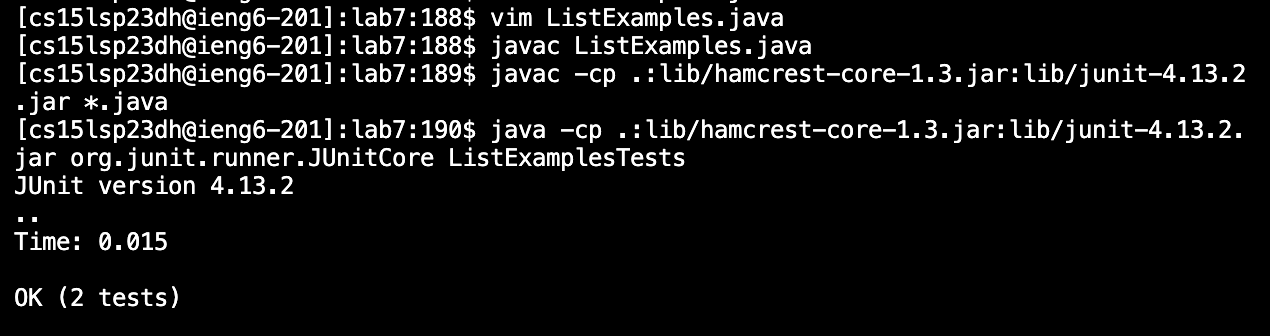 [cs15lsp23dh@ieng6-201]:lab7:188$ vim ListExamples.java
[cs15lsp23dh@ieng6-201]:lab7:188$ javac ListExamples.java
[cs15lsp23dh@ieng6-201]:lab7:189$ javac -cp .:lib/hamcrest-core-1.3.jar:lib/junit-4.13.2
.jar *.java
[cs15lsp23dh@ieng6-201]:lab7:190$ java -cp .:lib/hamcrest-core-1.3.jar:lib/junit-4.13.2.
jar org.junit.runner.JUnitCore ListExamplesTests
JUnit version 4.13.2
..
Time: 0.015
OK (2 tests)